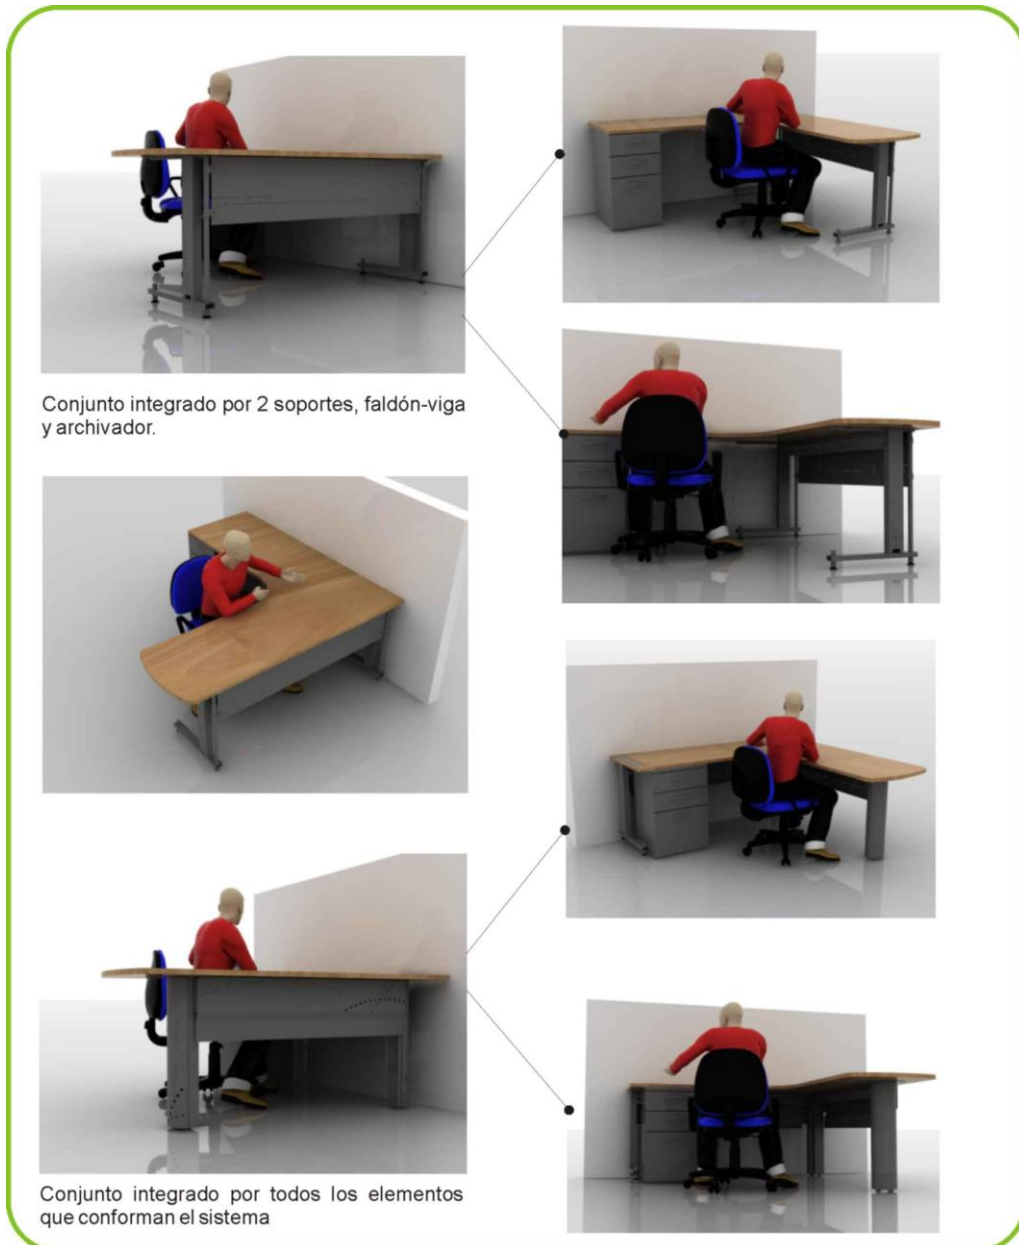 Conjunto integrado por 2 soportes, faldón-viga
y archivador.
Conjunto integrado por todos los elementos
que conforman el sistema